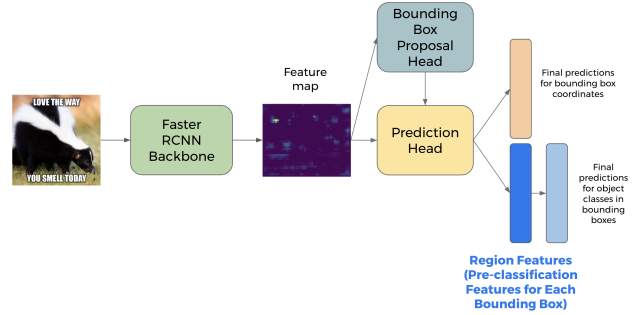 LOVE THE WAY
YOU SMELL TODAY
Faster
RCNN
Backbone
Feature
map
Bounding
Box
Proposal
Head
Prediction
Head
Final predictions
for bounding box
coordinates
Final
predictions
for object
classes in
bounding
boxes
Region Features
(Pre-classification
Features for Each
Bounding Box)